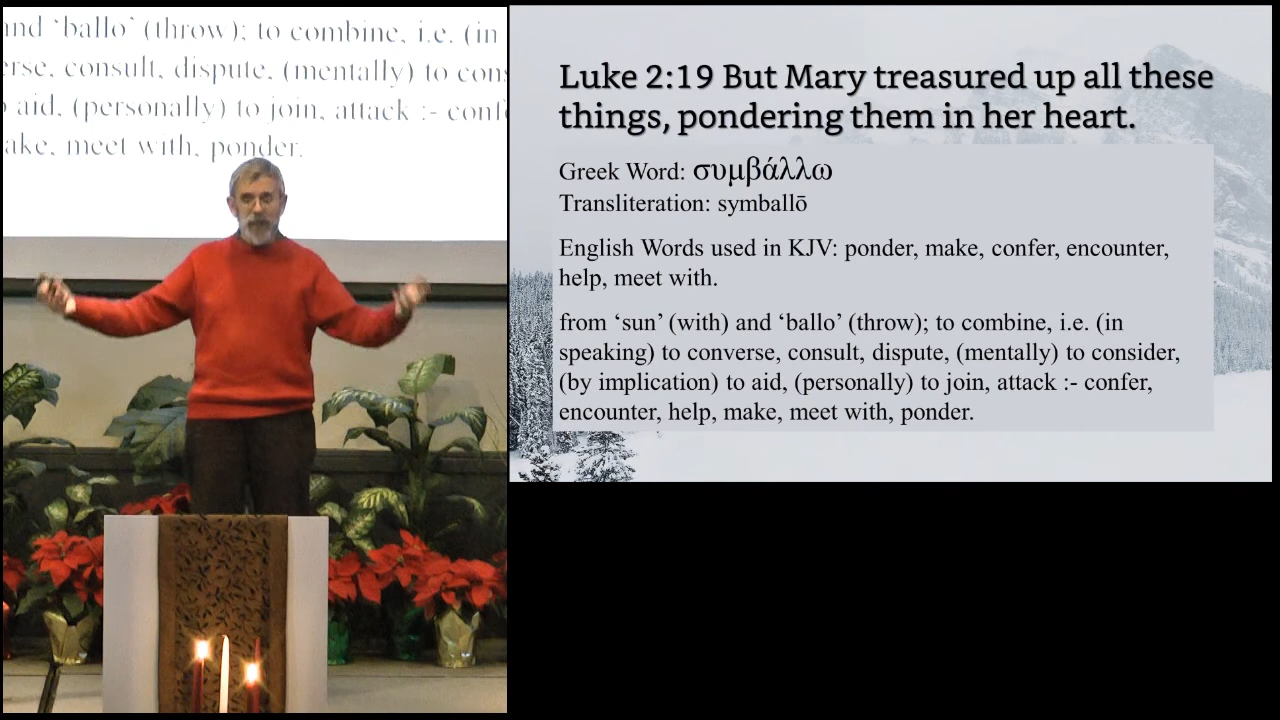 and ‘ballo’ (throw); to combine, i.e. (in
erse, consult, dispute, (mentally) to cons
aid, (personally) to join, attack :- conf
ake, meet with, ponder.
Luke 2:19 But Mary treasured up all these
things, pondering them in her heart.
Greek Word: συμβάλλω
Transliteration: symballō
English Words used in KJV: ponder, make, confer, encounter,
help, meet with.
from ‘sun’ (with) and ‘ballo’ (throw); to combine, i.e. (in
speaking) to converse, consult, dispute, (mentally) to consider,
(by implication) to aid, (personally) to join, attack :- confer,
encounter, help, make, meet with, ponder.